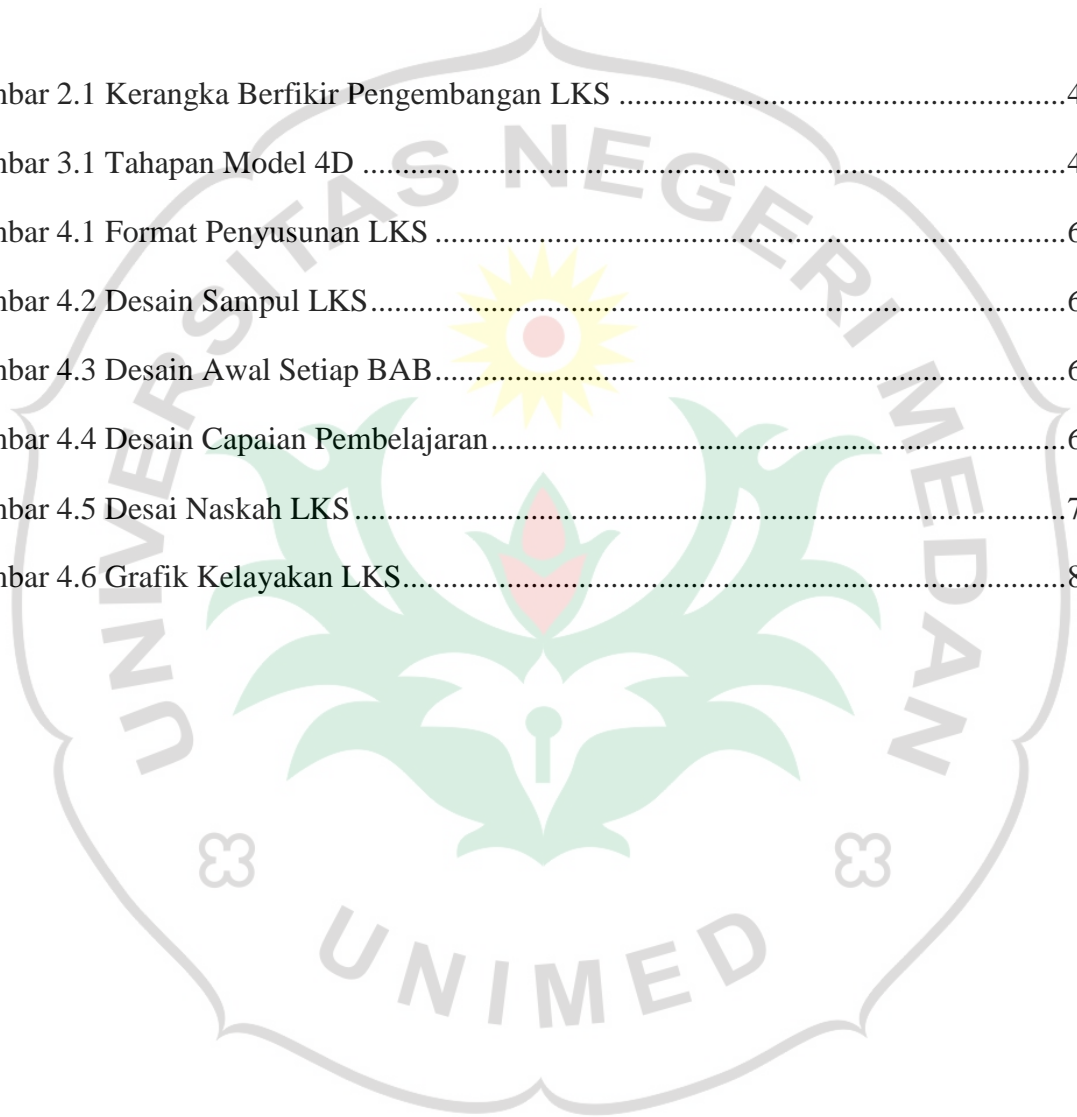 mbar 2.1 Kerangka Berfikir Pengembangan LKS ........................................................................4
mbar 3.1 Tahapan Model 4D ........................................................................4
mbar 4.1 Format Penyusunan LKS ........................................................................6
mbar 4.2 Desain Sampul LKS........................................................................6
mbar 4.3 Desain Awal Setiap BAB........................................................................6
mbar 4.4 Desain Capaian Pembelajaran........................................................................6
mbar 4.5 Desai Naskah LKS........................................................................7
mbar 4.6 Grafik Kelayakan LKS........................................................................8
UNIVERSITAS NEGERI MEDAN
UNIMED